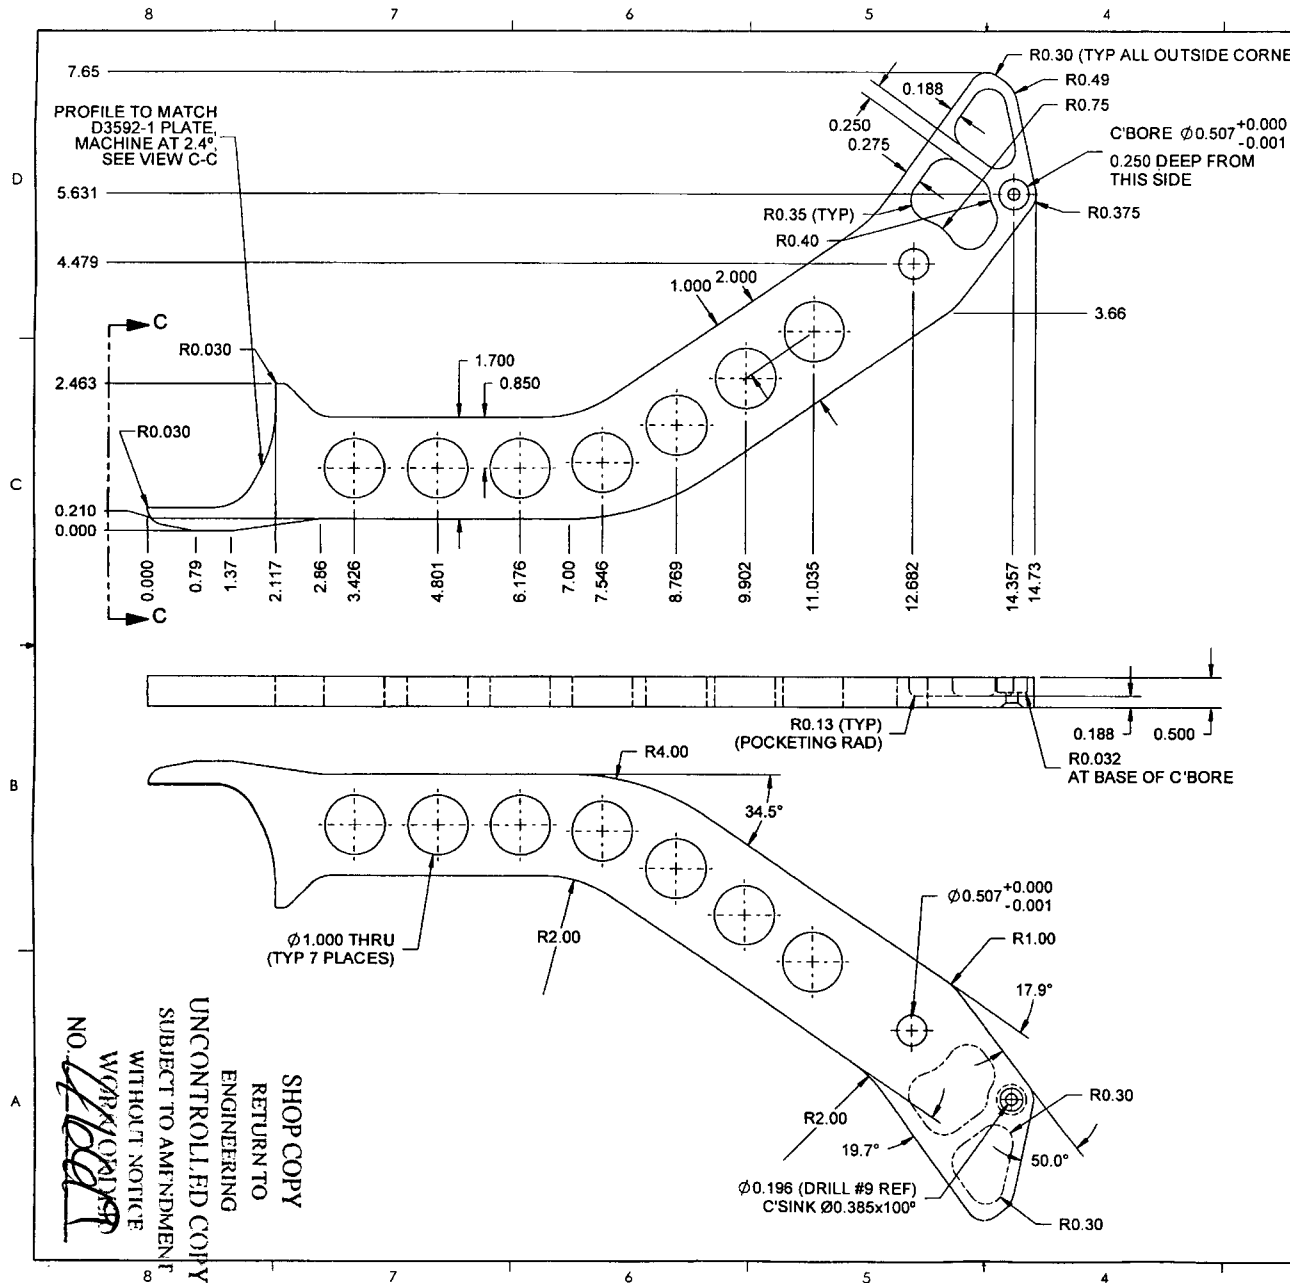 8 7 6 5 4
D
C
B
A
7.65
PROFILE TO MATCH
D3592-1 PLATE,
MACHINE AT 2.4°,
SEE VIEW C-C
5.631
4.479
C
R0.030
2.463
R0.030
0.210
0.000
C
1.700
0.850
1.000
2.000
0.188
0.250
0.275
R0.35 (TYP)
R0.40
R0.30 (TYP ALL OUTSIDE CORNE
R0.49
R0.75
C'BORE Ø0.507 +0.000
-0.001
0.250 DEEP FROM
THIS SIDE
R0.375
3.66
0.000
0.79
1.37
2.117
2.86
3.426
4.801
6.176
7.00
7.546
8.769
9.902
11.035
12.682
14.357
14.73
R0.13 (TYP)
(POCKETING RAD)
0.188
0.500
R0.032
AT BASE OF C'BORE
R4.00
34.5°
Ø1.000 THRU
(TYP 7 PLACES)
R2.00
Ø0.507 +0.000
-0.001
R1.00
17.9°
R2.00
19.7°
R0.30
50.0°
Ø0.196 (DRILL #9 REF)
C'SINK Ø0.385x100°
R0.30
SHOP COPY
RETURN TO
ENGINEERING
UNCONTROLLED COPY
SUBJECT TO AMENDMENT
WITHOUT NOTICE
NO.
8 7 6 5 4